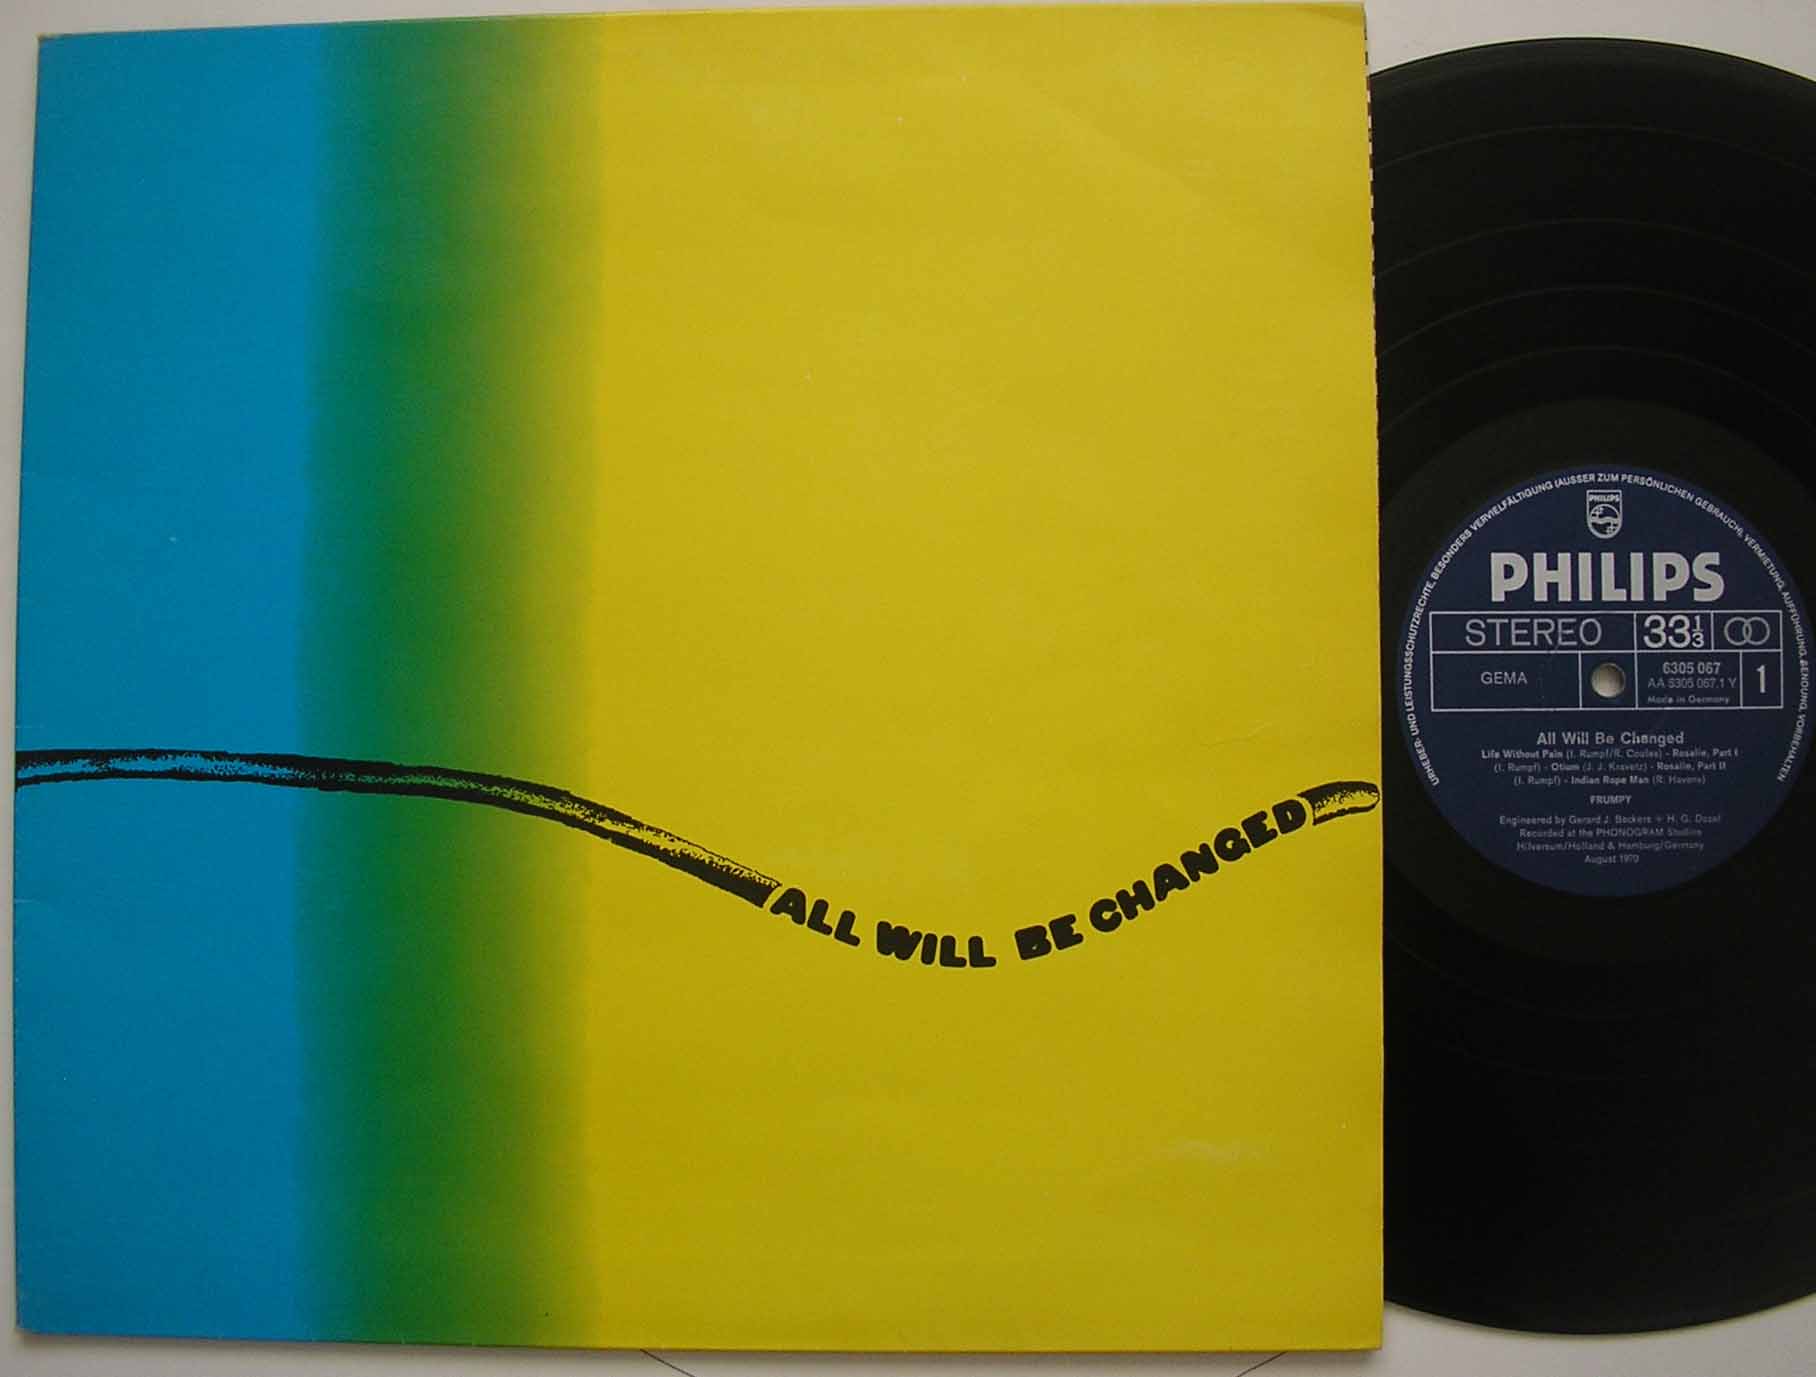 ALL WILL BE CHANGED
URHEBER- UND LEISTUNGSSCHUTZRECHTE, BESONDERS VERVIELFÄLTIGUNG (AUSSER ZUM PERSÖNLICHEN GEBRAUCH), VERMIETUNG, AUFFÜHRUNG, SENDUNG, VORBEHALTEN
PHILIPS
PHILIPS
STEREO 33⅓
GEMA 6305 067 1
AA 6305 067.1 Y
Made in Germany
All Will Be Changed
Life Without Pain (I. Rumpf/R. Coules) - Rosalie, Part I
(I. Rumpf) - Otium (J. J. Kravetz) - Rosalie, Part II
(I. Rumpf) - Indian Rope Man (R. Havens)
FRUMPY
Engineered by Gerard J. Beckers + H. G. Dozel
Recorded at the PHONOGRAM Studios
Hilversum/Holland & Hamburg/Germany
August 1970